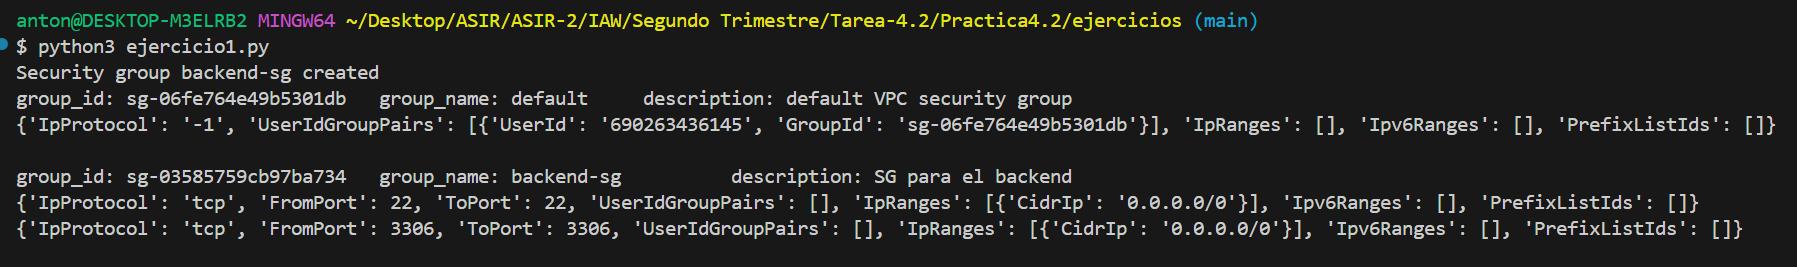 anton@DESKTOP-M3ELRB2 MINGW64 ~/Desktop/ASIR/ASIR-2/IAW/Segundo Trimestre/Tarea-4.2/Practica4.2/ejercicios (main)
$ python3 ejercicio1.py
Security group backend-sg created
group_id: sg-06fe764e49b5301db   group_name: default     description: default VPC security group
{'IpProtocol': '-1', 'UserIdGroupPairs': [{'UserId': '690263436145', 'GroupId': 'sg-06fe764e49b5301db'}], 'IpRanges': [], 'Ipv6Ranges': [], 'PrefixListIds': []}
group_id: sg-03585759cb97ba734   group_name: backend-sg          description: SG para el backend
{'IpProtocol': 'tcp', 'FromPort': 22, 'ToPort': 22, 'UserIdGroupPairs': [], 'IpRanges': [{'CidrIp': '0.0.0.0/0'}], 'Ipv6Ranges': [], 'PrefixListIds': []}
{'IpProtocol': 'tcp', 'FromPort': 3306, 'ToPort': 3306, 'UserIdGroupPairs': [], 'IpRanges': [{'CidrIp': '0.0.0.0/0'}], 'Ipv6Ranges': [], 'PrefixListIds': []}